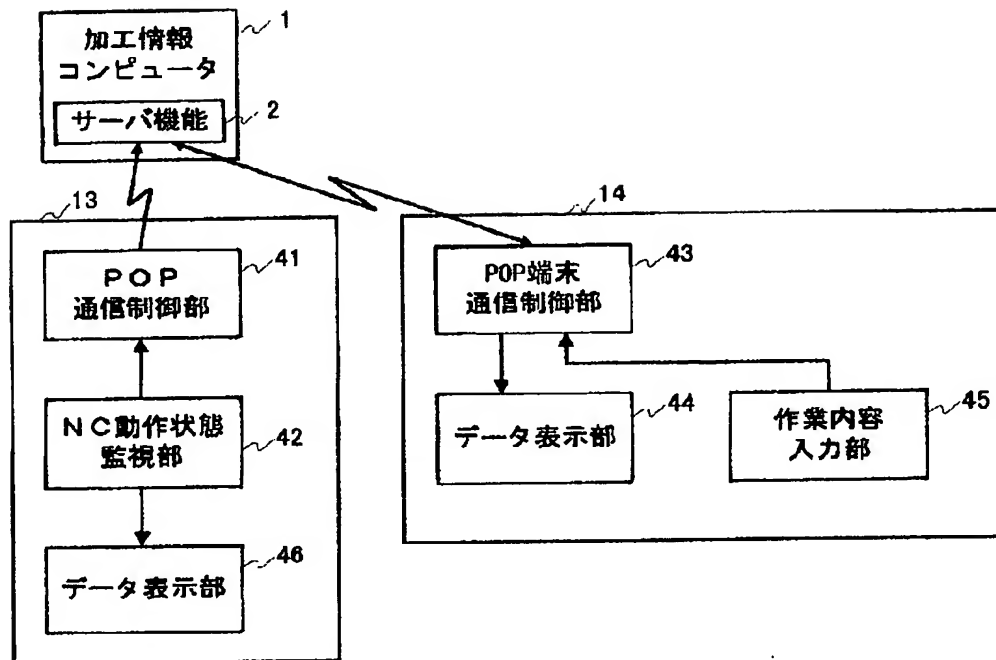 1
加工情報
コンピュータ
2
サーバ機能
13
14
POP
通信制御部
41
POP端末
通信制御部
43
NC動作状態
監視部
42
データ表示部
44
作業内容
入力部
45
データ表示部
46